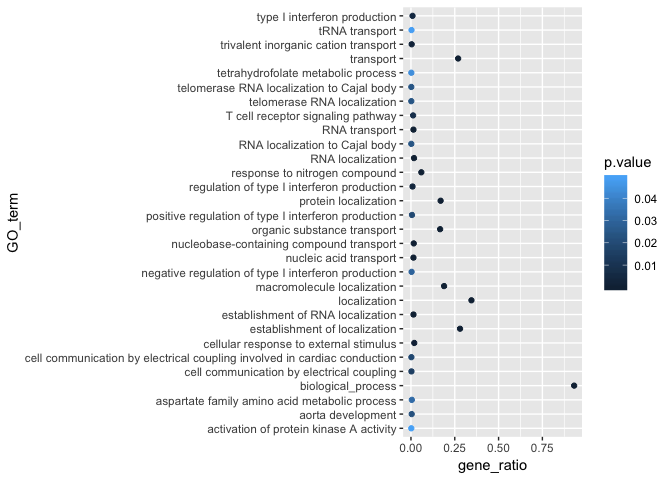 type I interferon production
tRNA transport
trivalent inorganic cation transport
transport
tetrahydrofolate metabolic process
telomerase RNA localization to Cajal body
telomerase RNA localization
T cell receptor signaling pathway
RNA transport
RNA localization to Cajal body
RNA localization
response to nitrogen compound
regulation of type I interferon production
protein localization
positive regulation of type I interferon production
organic substance transport
nucleobase-containing compound transport
nucleic acid transport
negative regulation of type I interferon production
macromolecule localization
localization
establishment of RNA localization
establishment of localization
cellular response to external stimulus
cell communication by electrical coupling involved in cardiac conduction
cell communication by electrical coupling
biological_process
aspartate family amino acid metabolic process
aorta development
activation of protein kinase A activity
GO_term
0.00 0.25 0.50 0.75
gene_ratio
p.value
0.04
0.03
0.02
0.01